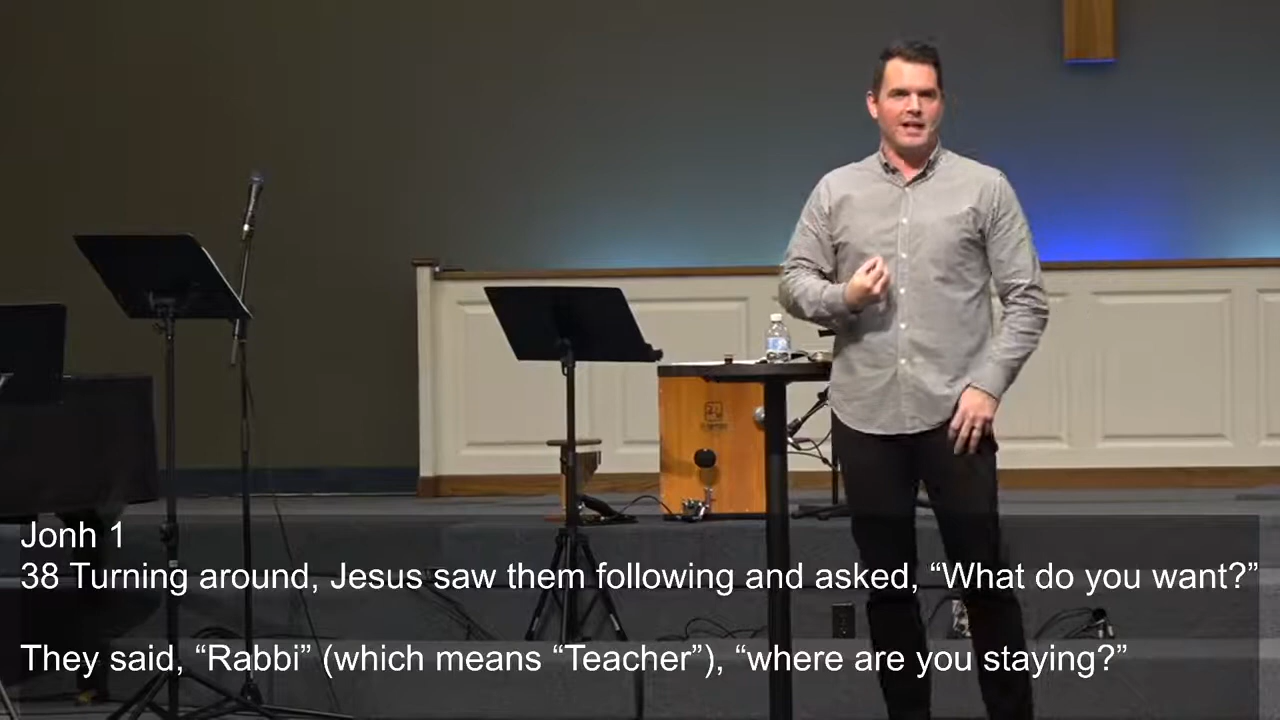 Jonh 1
38 Turning around, Jesus saw them following and asked, “What do you want?”
They said, “Rabbi” (which means “Teacher”), “where are you staying?”